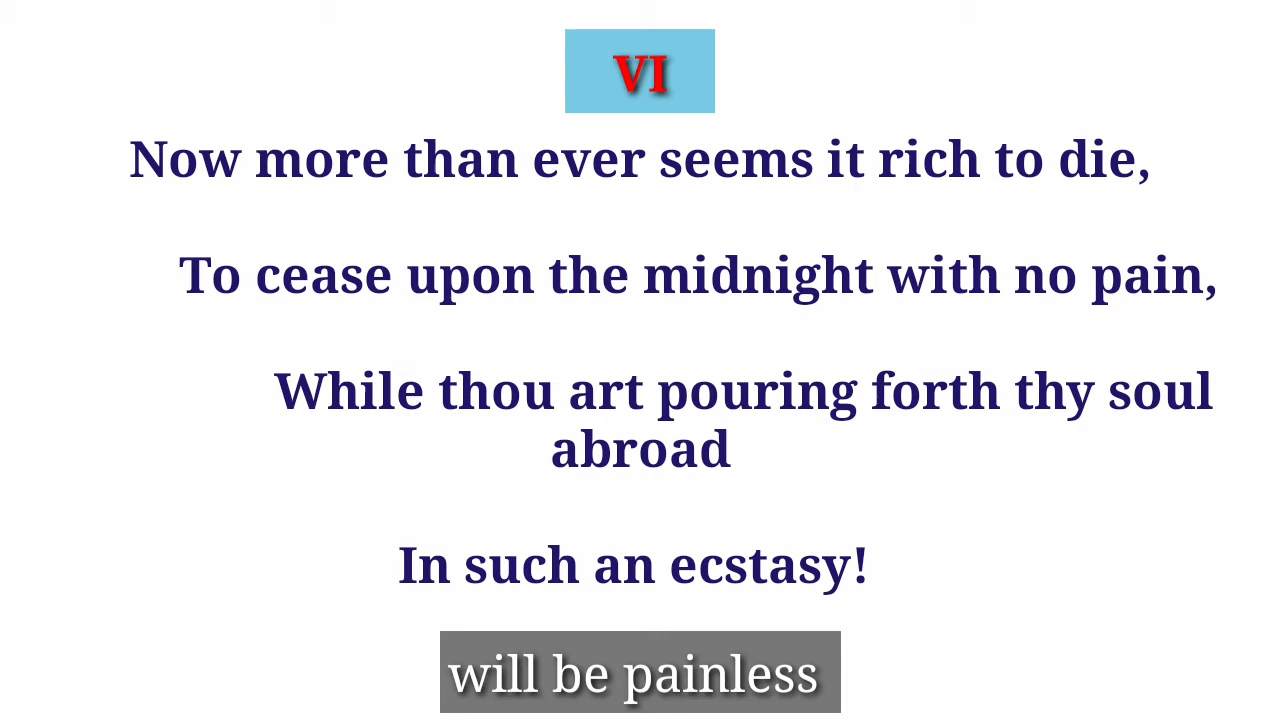 VI
Now more than ever seems it rich to die,
To cease upon the midnight with no pain,
While thou art pouring forth thy soul
abroad
In such an ecstasy!
will be painless